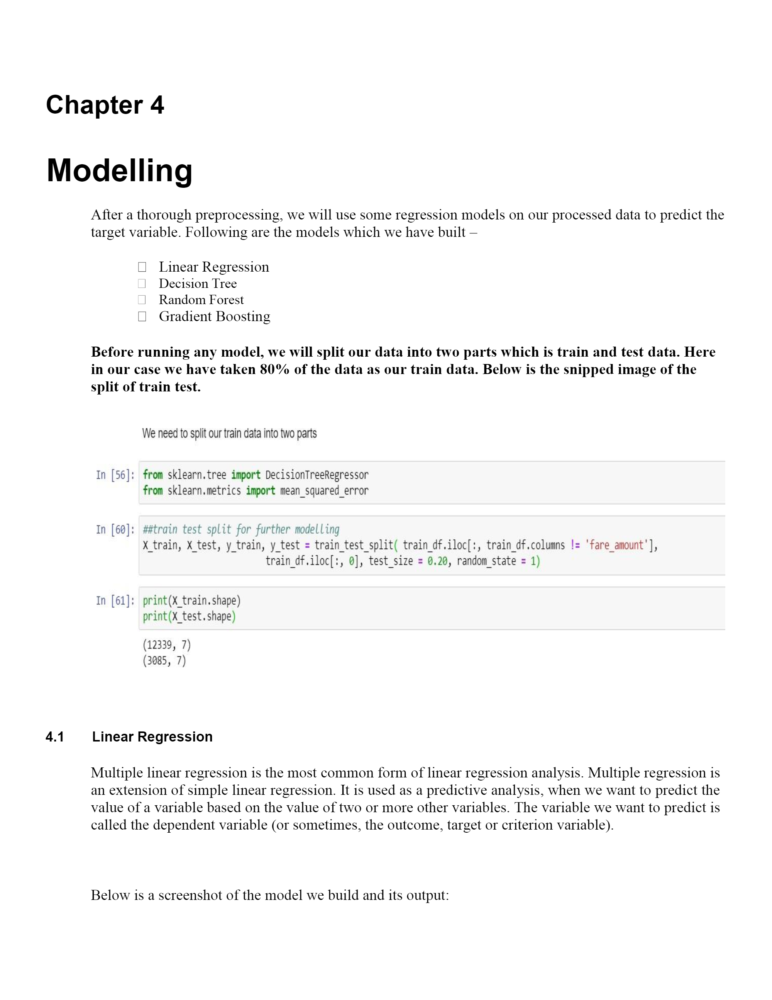 Chapter 4
Modelling
After a thorough preprocessing, we will use some regression models on our processed data to predict the
target variable. Following are the models which we have built –
Linear Regression
Decision Tree
Random Forest
Gradient Boosting
Before running any model, we will split our data into two parts which is train and test data. Here
in our case we have taken 80% of the data as our train data. Below is the snipped image of the
split of train test.
We need to split our train data into two parts
In [56]: from sklearn.tree import DecisionTreeRegressor
from sklearn.metrics import mean_squared_error
In [60]: ##train test split for further modelling
X_train, X_test, y_train, y_test = train_test_split( train_df.iloc[:, train_df.columns != 'fare_amount'],
train_df.iloc[:, 0], test_size = 0.20, random_state = 1)
In [61]: print(X_train.shape)
print(X_test.shape)
(12339, 7)
(3085, 7)
4.1 Linear Regression
Multiple linear regression is the most common form of linear regression analysis. Multiple regression is
an extension of simple linear regression. It is used as a predictive analysis, when we want to predict the
value of a variable based on the value of two or more other variables. The variable we want to predict is
called the dependent variable (or sometimes, the outcome, target or criterion variable).
Below is a screenshot of the model we build and its output: